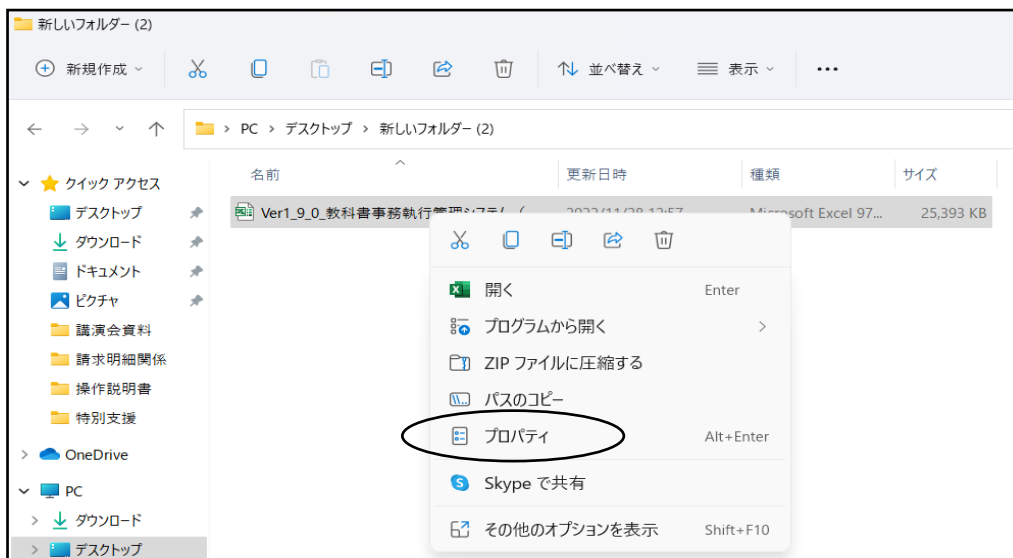 新しいフォルダー (2)
新規作成
並べ替え
表示
PC > デスクトップ > 新しいフォルダー (2)
名前 更新日時 種類 サイズ
クイック アクセス
デスクトップ
ダウンロード
ドキュメント
ピクチャ
講演会資料
請求明細関係
操作説明書
特別支援
OneDrive
PC
ダウンロード
デスクトップ
Ver1_9_0_教科書事務執行管理システム ( Microsoft Excel 97... 25,393 KB
開く Enter
プログラムから開く
ZIP ファイルに圧縮する
パスのコピー
プロパティ Alt+Enter
Skype で共有
その他のオプションを表示 Shift+F10